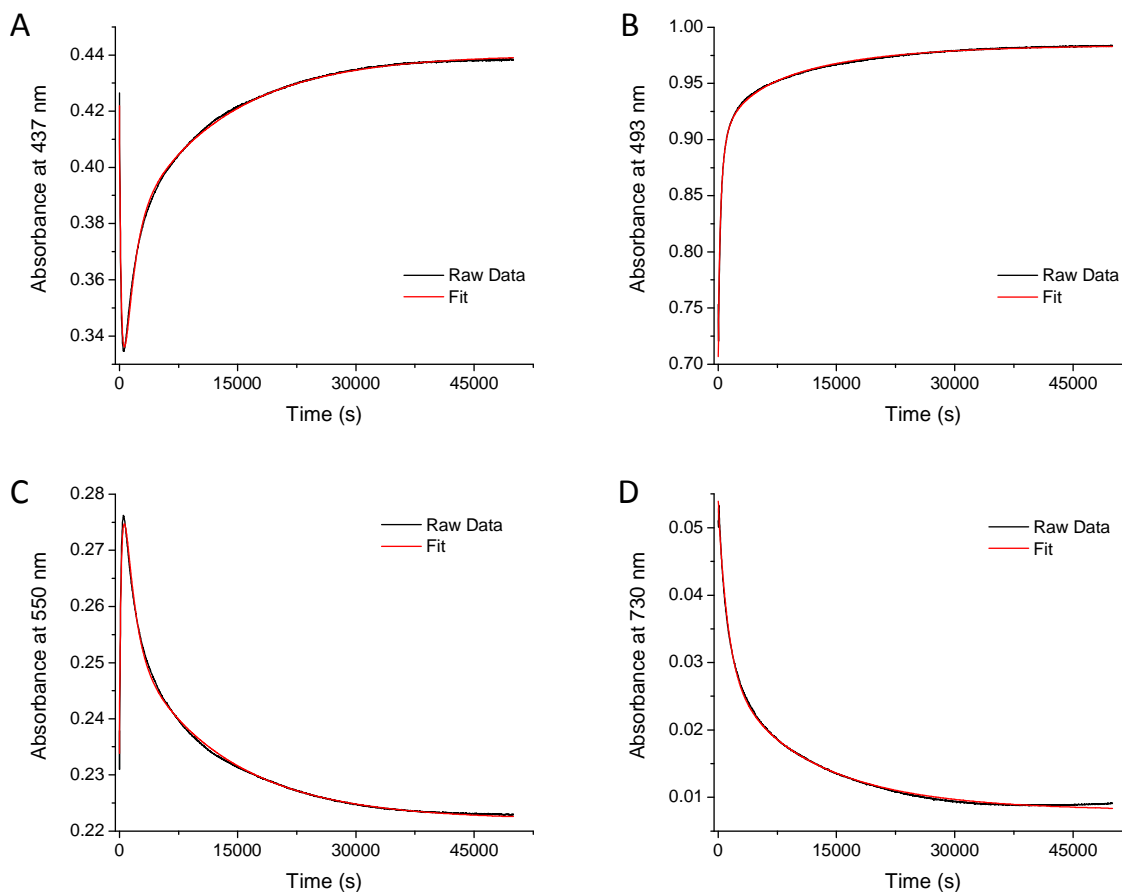 A
Absorbance at 437 nm
0.44
0.42
0.40
0.38
0.36
0.34
Raw Data
Fit
0
15000
30000
45000
Time (s)
B
Absorbance at 493 nm
1.00
0.95
0.90
0.85
0.80
0.75
0.70
Raw Data
Fit
0
15000
30000
45000
Time (s)
C
Absorbance at 550 nm
0.28
0.27
0.26
0.25
0.24
0.23
0.22
Raw Data
Fit
0
15000
30000
45000
Time (s)
D
Absorbance at 730 nm
0.05
0.04
0.03
0.02
0.01
Raw Data
Fit
0
15000
30000
45000
Time (s)